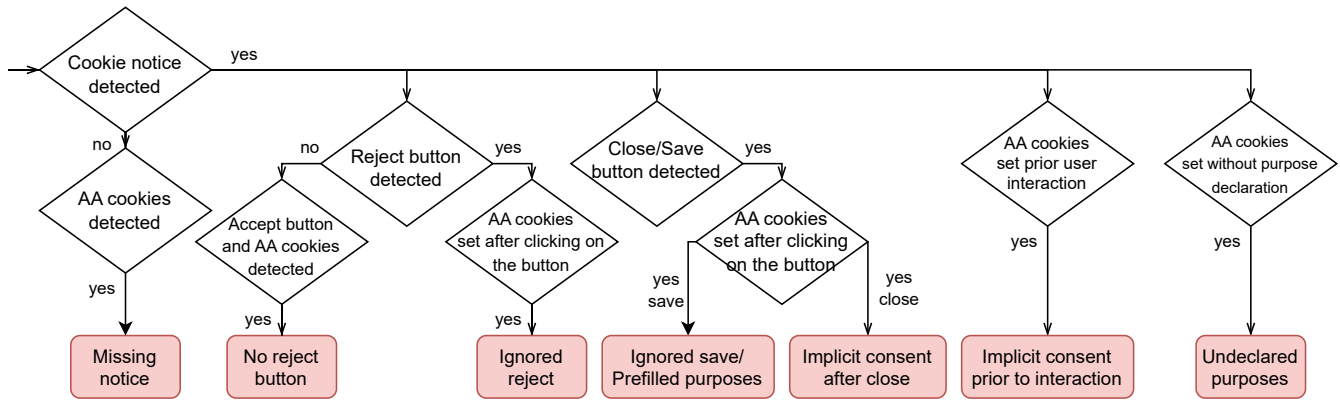 Cookie notice
detected
yes
no
AA cookies
detected
yes
Missing
notice
Reject button
detected
no
yes
Accept button
and AA cookies
detected
yes
No reject
button
AA cookies
set after clicking on
the button
yes
Ignored
reject
Close/Save
button detected
yes
AA cookies
set after clicking
on the button
yes
save
yes
close
Ignored save/
Prefilled purposes
Implicit consent
after close
AA cookies
set prior user
interaction
yes
Implicit consent
prior to interaction
AA cookies
set without purpose
declaration
yes
Undeclared
purposes